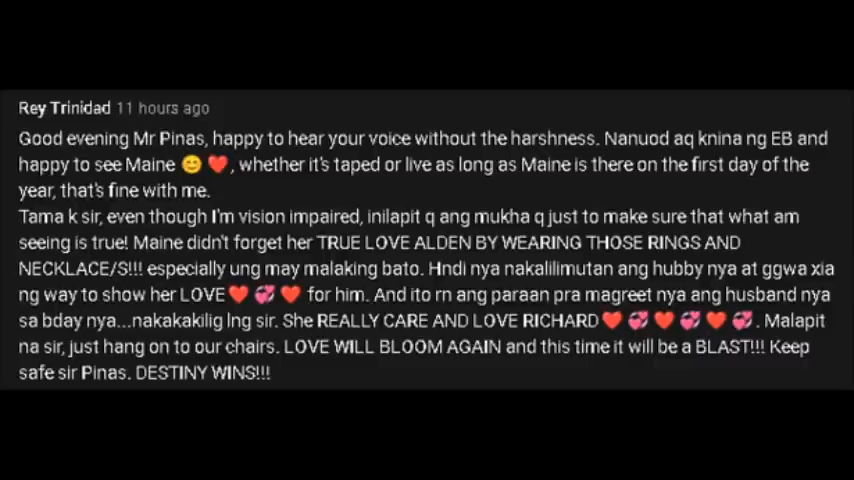 Rey Trinidad 11 hours ago
Good evening Mr Pinas, happy to hear your voice without the harshness. Nanuod aq knina ng EB and
happy to see Maine 😊 ❤️, whether it's taped or live as long as Maine is there on the first day of the
year, that's fine with me.
Tama k sir, even though I'm vision impaired, inilapit q ang mukha q just to make sure that what am
seeing is true! Maine didn't forget her TRUE LOVE ALDEN BY WEARING THOSE RINGS AND
NECKLACE/S!!! especially ung may malaking bato. Hndi nya nakalilimutan ang hubby nya at ggwa xia
ng way to show her LOVE❤️ 💞 ❤️ for him. And ito rn ang paraan pra magreet nya ang husband nya
sa bday nya...nakakakilig lng sir. She REALLY CARE AND LOVE RICHARD❤️ 💞 ❤️ 💞 ❤️ 💞. Malapit
na sir, just hang on to our chairs. LOVE WILL BLOOM AGAIN and this time it will be a BLAST!!! Keep
safe sir Pinas. DESTINY WINS!!!